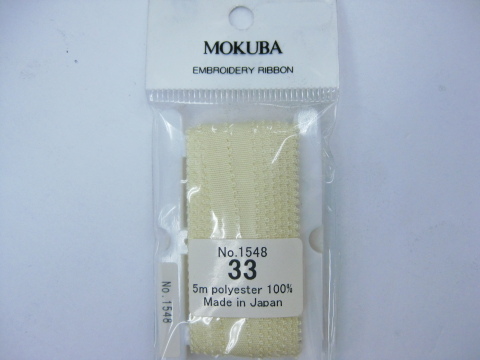 MOKUBA
EMBROIDERY RIBBON
No.1548
33
5m polyester 100%
Made in Japan
No.1548